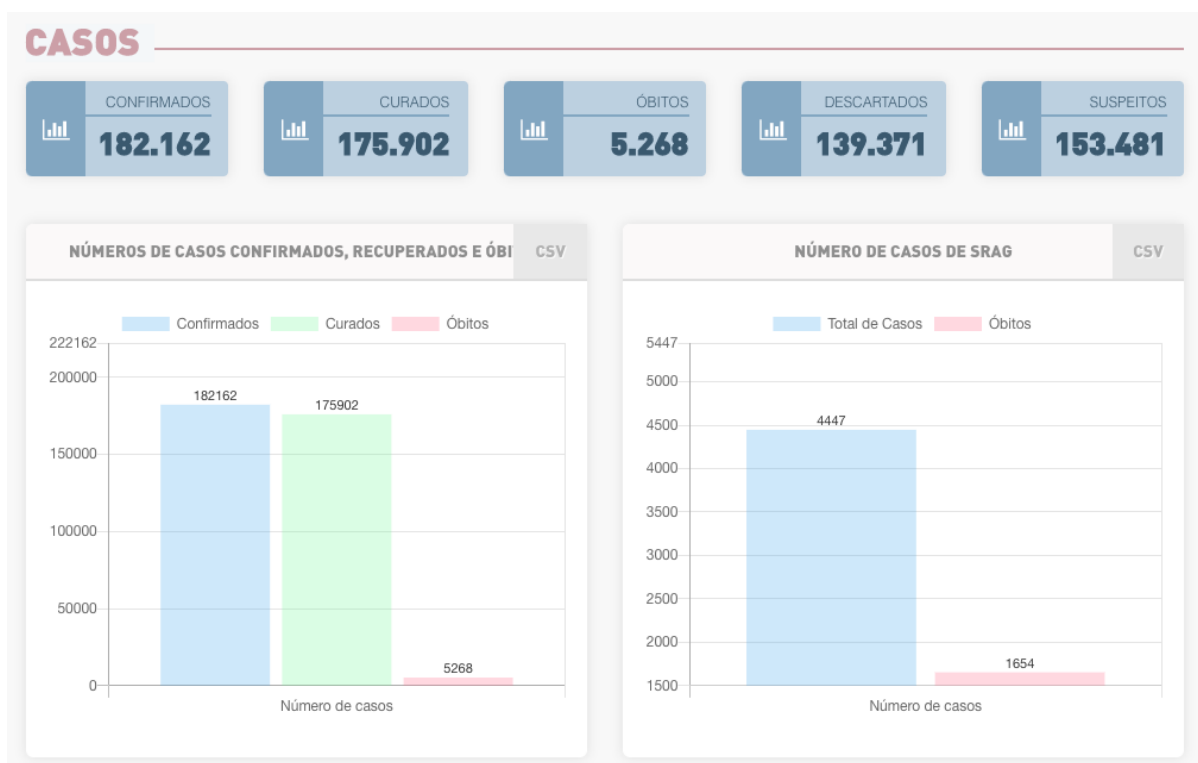 CASOS
CONFIRMADOS
182.162
CURADOS
175.902
ÓBITOS
5.268
DESCARTADOS
139.371
SUSPEITOS
153.481
NÚMEROS DE CASOS CONFIRMADOS, RECUPERADOS E ÓBI
CSV
Confirmados Curados Óbitos
222162
200000
150000
100000
50000
0
182162
175902
5268
Número de casos
NÚMERO DE CASOS DE SRAG
CSV
Total de Casos Óbitos
5447
5000
4500
4000
3500
3000
2500
2000
1500
4447
1654
Número de casos